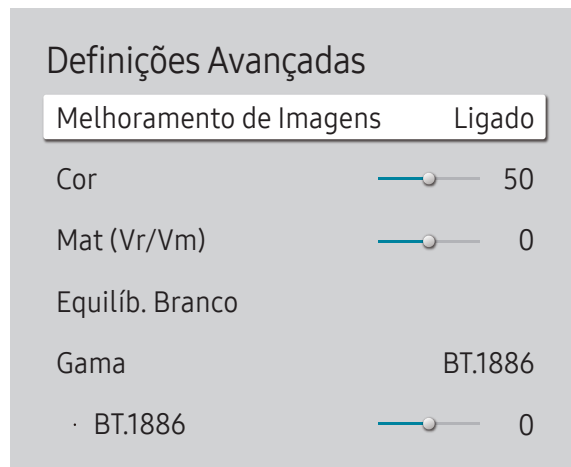 Definições Avançadas
Melhoramento de Imagens Ligado
Cor 50
Mat (Vr/Vm) 0
Equilíb. Branco
Gama BT.1886
· BT.1886 0